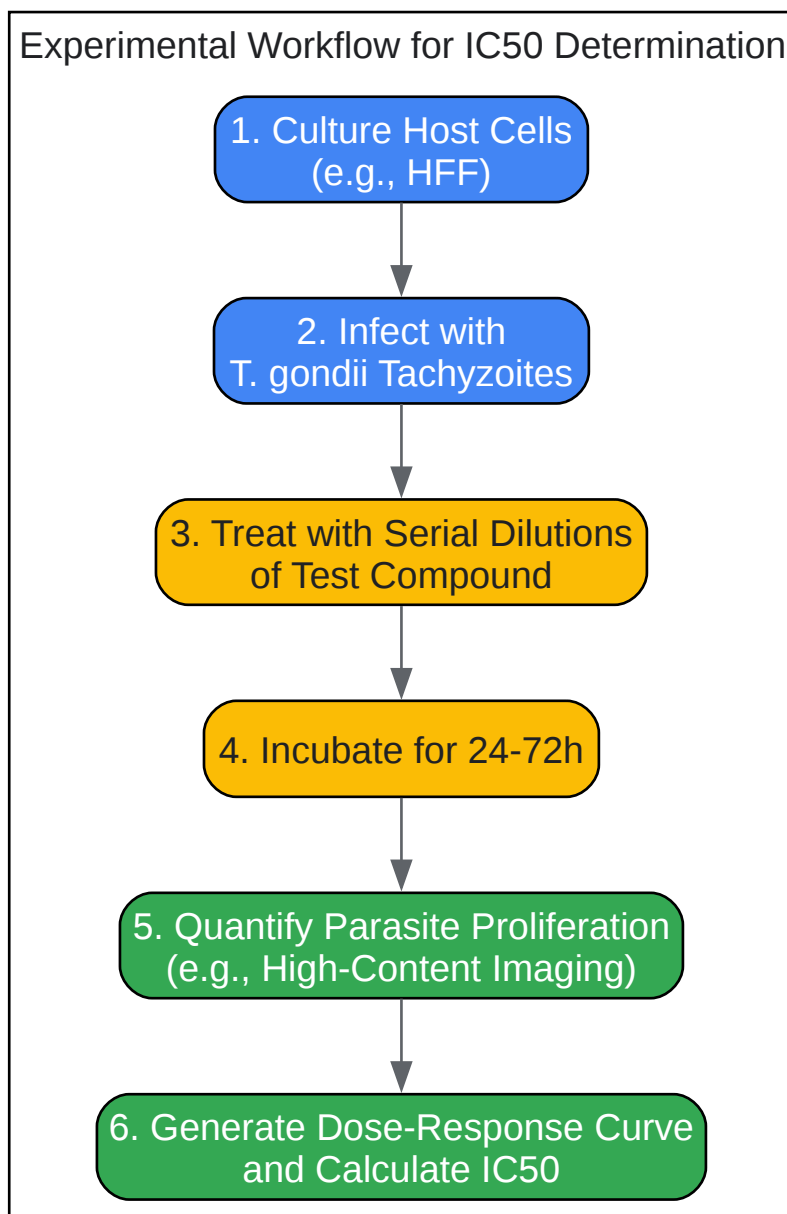 Experimental Workflow for IC50 Determination
1. Culture Host Cells
(e.g., HFF)
2. Infect with
T. gondii Tachyzoites
3. Treat with Serial Dilutions
of Test Compound
4. Incubate for 24-72h
5. Quantify Parasite Proliferation
(e.g., High-Content Imaging)
6. Generate Dose-Response Curve
and Calculate IC50